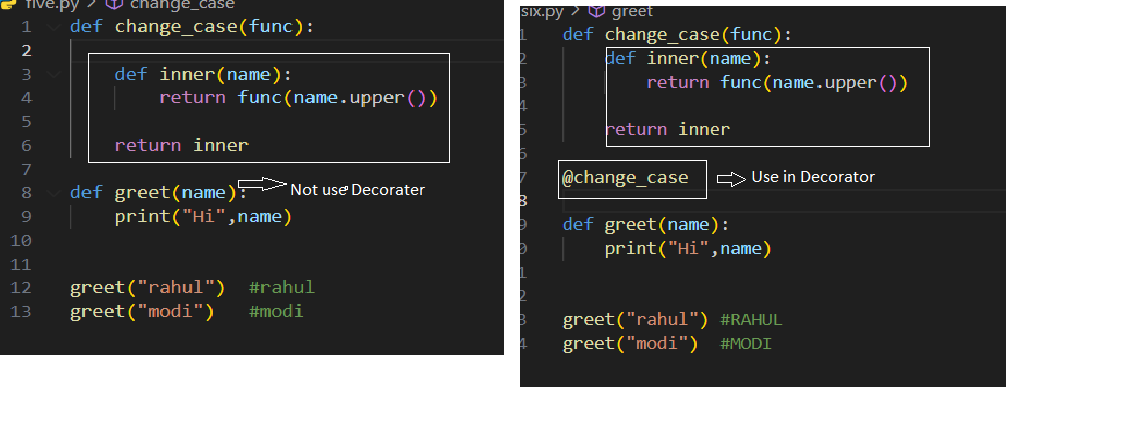 five.py > change_case
1 def change_case(func):
2
3 def inner(name):
4 return func(name.upper())
5
6 return inner
7
8 def greet(name):
Not use Decorater
9 print("Hi",name)
10
11
12 greet("rahul") #rahul
13 greet("modi") #modi
six.py > greet
1 def change_case(func):
2 def inner(name):
3 return func(name.upper())
4
5 return inner
6
7 @change_case
Use in Decorator
8
9 def greet(name):
0 print("Hi",name)
1
2
3 greet("rahul") #RAHUL
4 greet("modi") #MODI